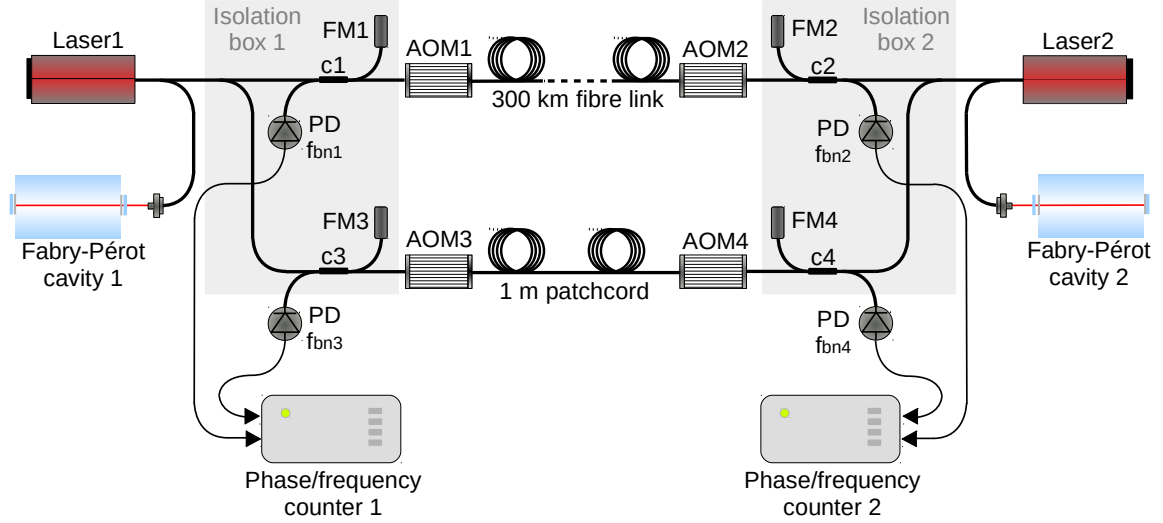 Isolation
box 1
Isolation
box 2
Laser1
FM1
AOM1
AOM2
FM2
Laser2
c1
c2
300 km fibre link
PD
fbn1
PD
fbn2
FM3
AOM3
AOM4
FM4
Fabry-Pérot
cavity 1
c3
c4
Fabry-Pérot
cavity 2
1 m patchcord
PD
fbn3
PD
fbn4
Phase/frequency
counter 1
Phase/frequency
counter 2